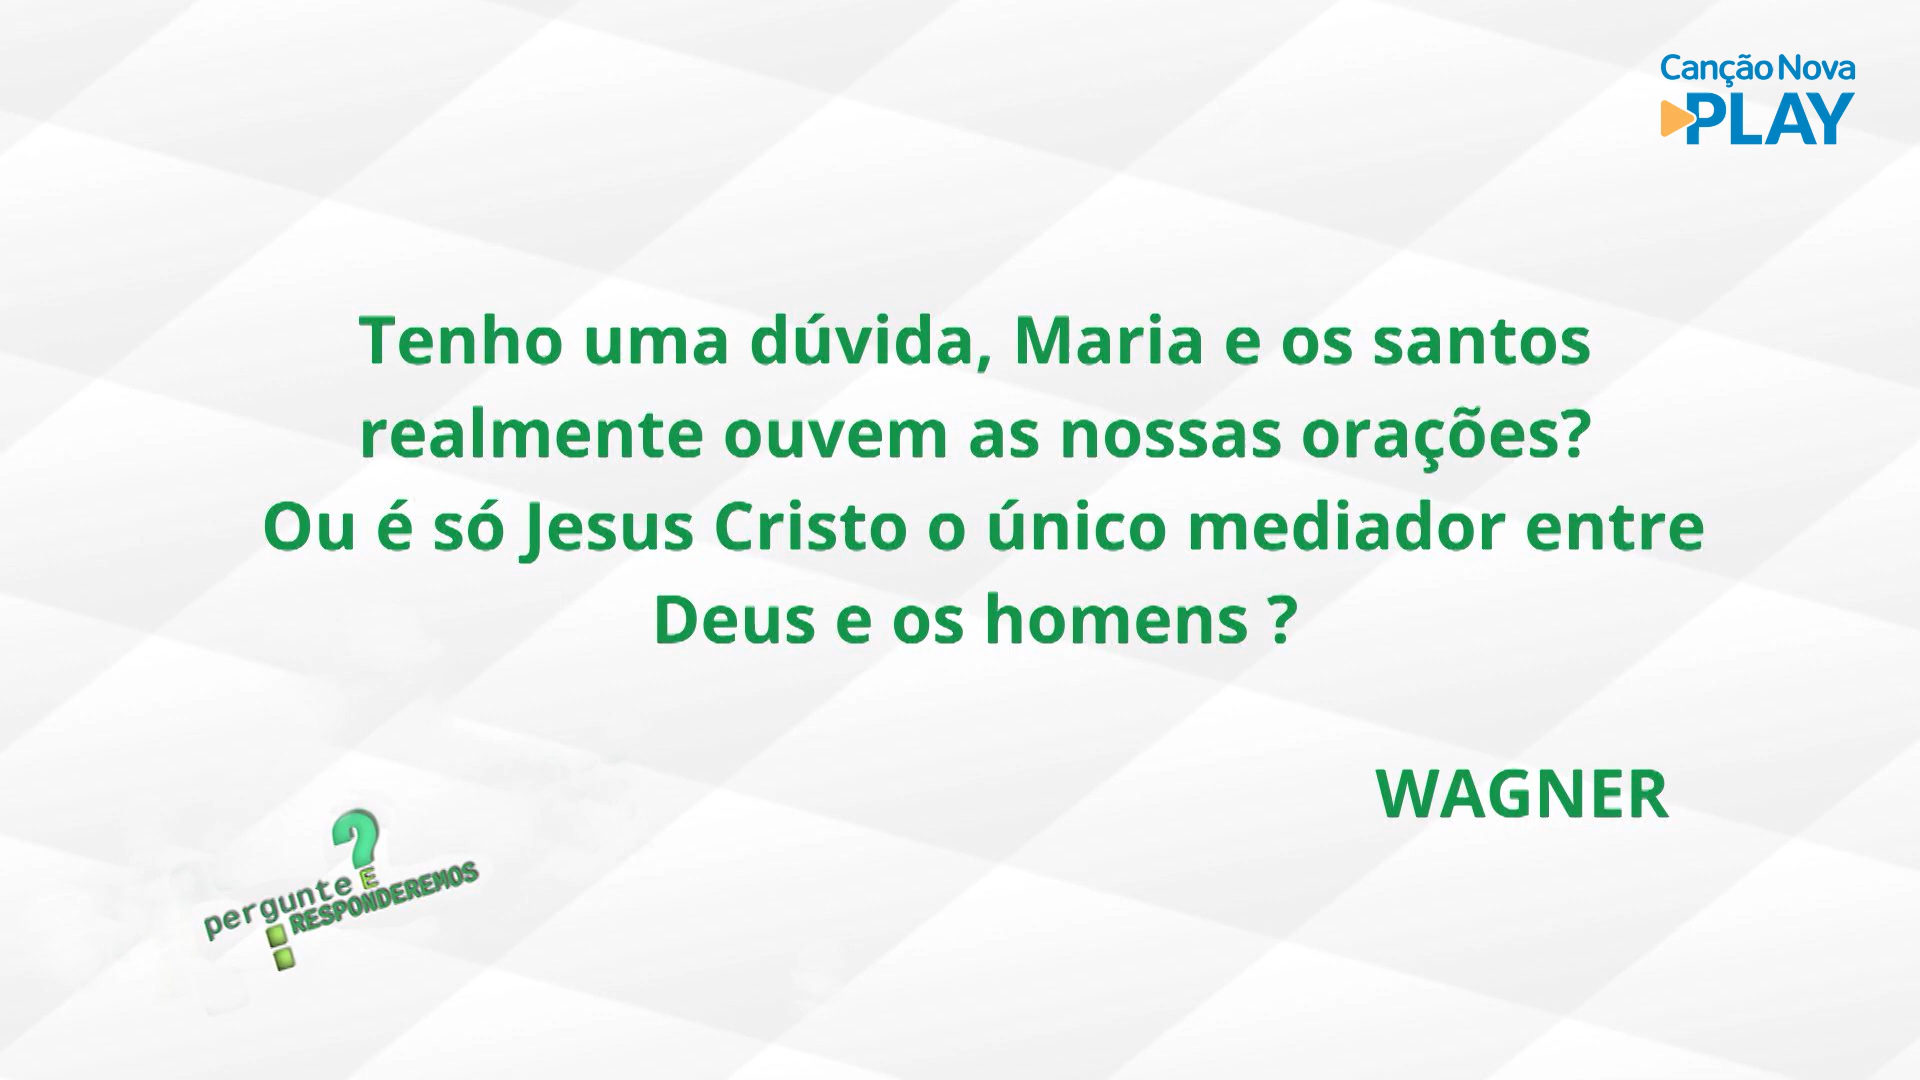 Canção Nova
PLAY
Tenho uma dúvida, Maria e os santos
realmente ouvem as nossas orações?
Ou é só Jesus Cristo o único mediador entre
Deus e os homens ?
WAGNER
pergunte E
RESPONDEREMOS